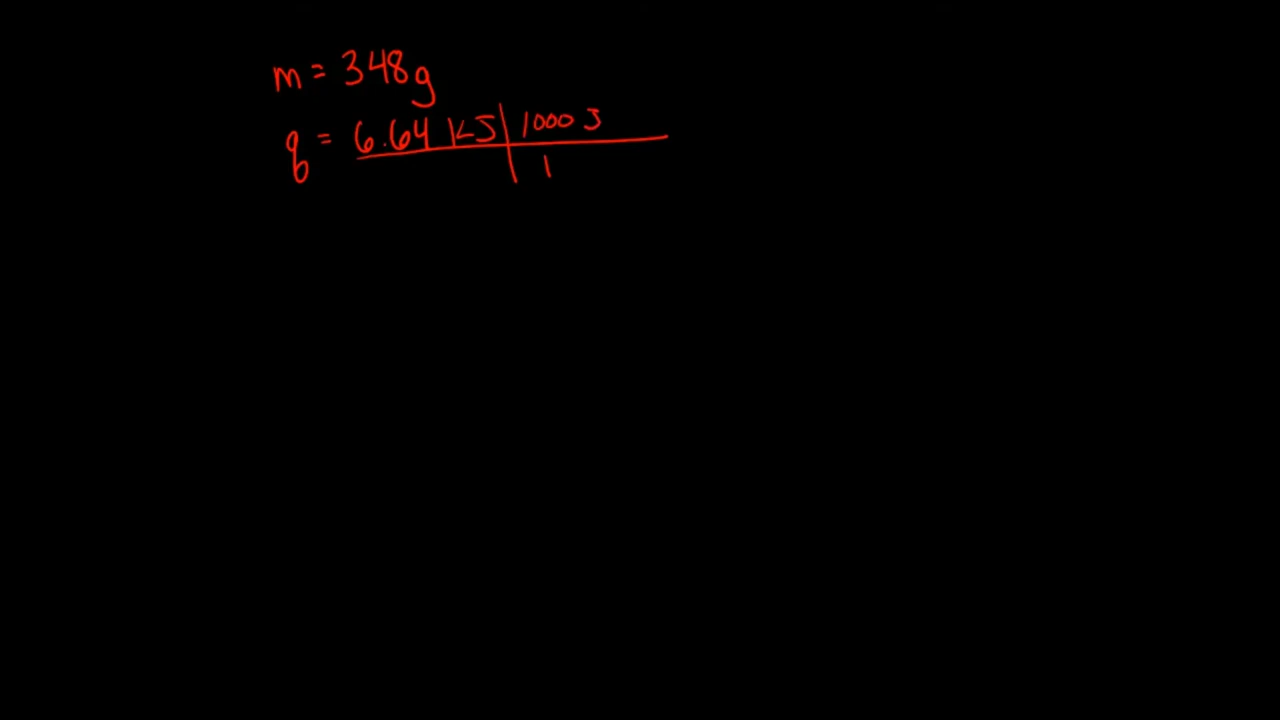 m = 348g
q = 6.64 KJ | 1000 J
1